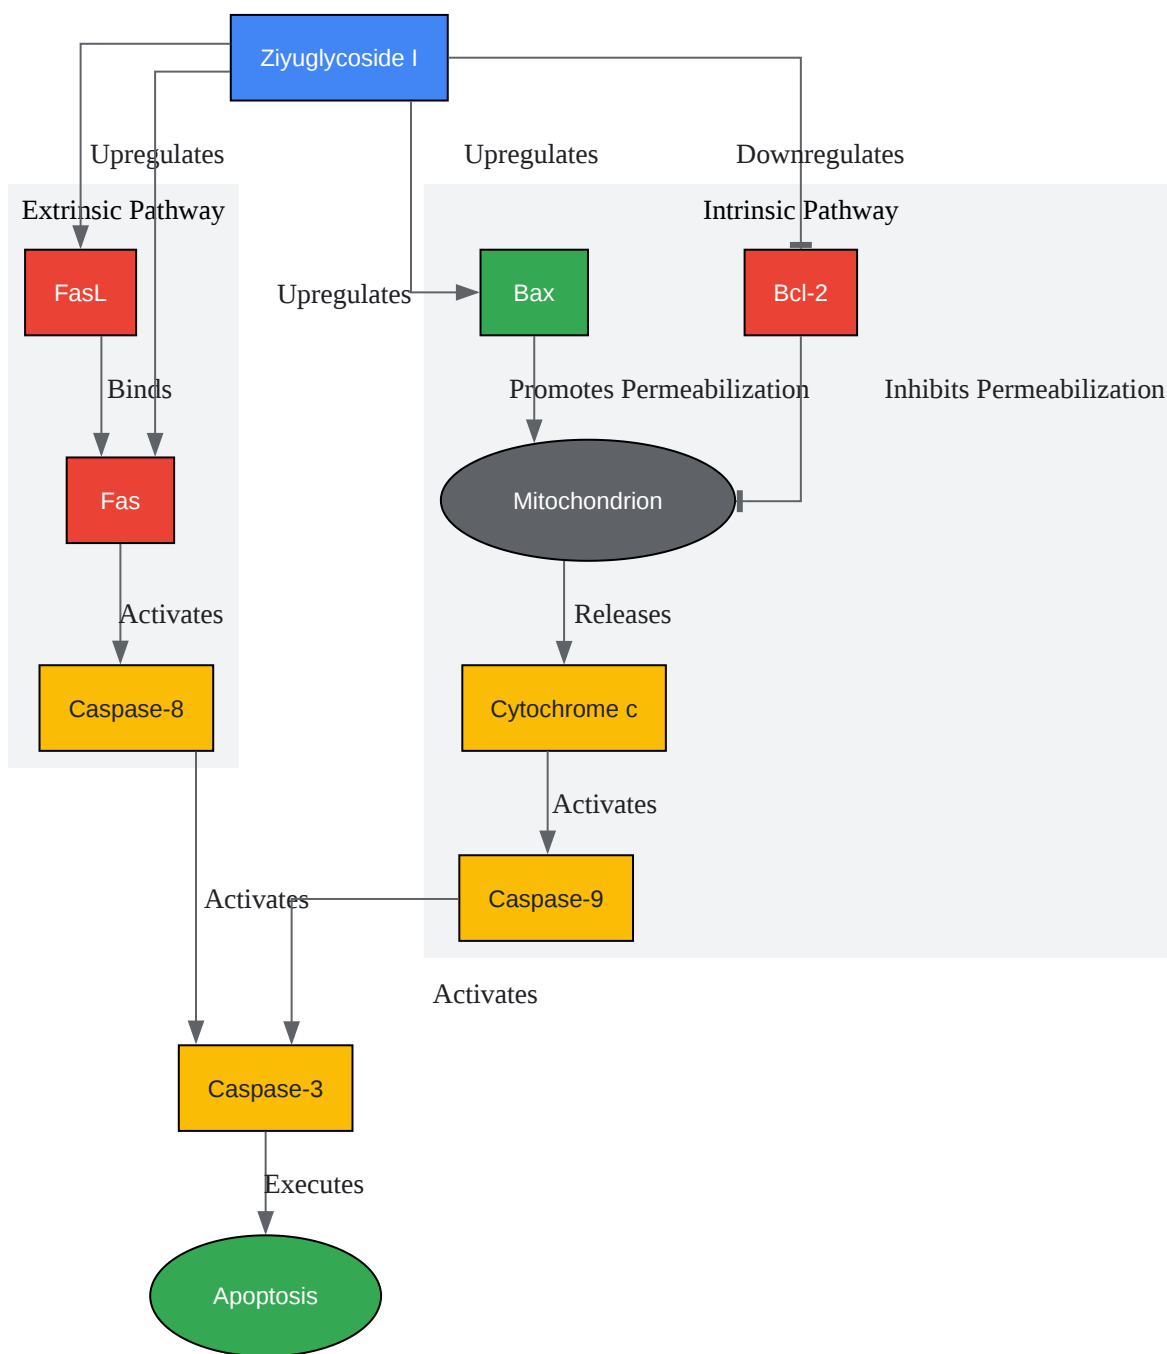 Ziyuglycoside I
Upregulates
Upregulates
Downregulates
Extrinsic Pathway
Intrinsic Pathway
FasL
Upregulates
Bax
Bcl-2
Binds
Promotes Permeabilization
Inhibits Permeabilization
Fas
Mitochondrion
Activates
Releases
Caspase-8
Cytochrome c
Activates
Activates
Caspase-9
Activates
Caspase-3
Executes
Apoptosis